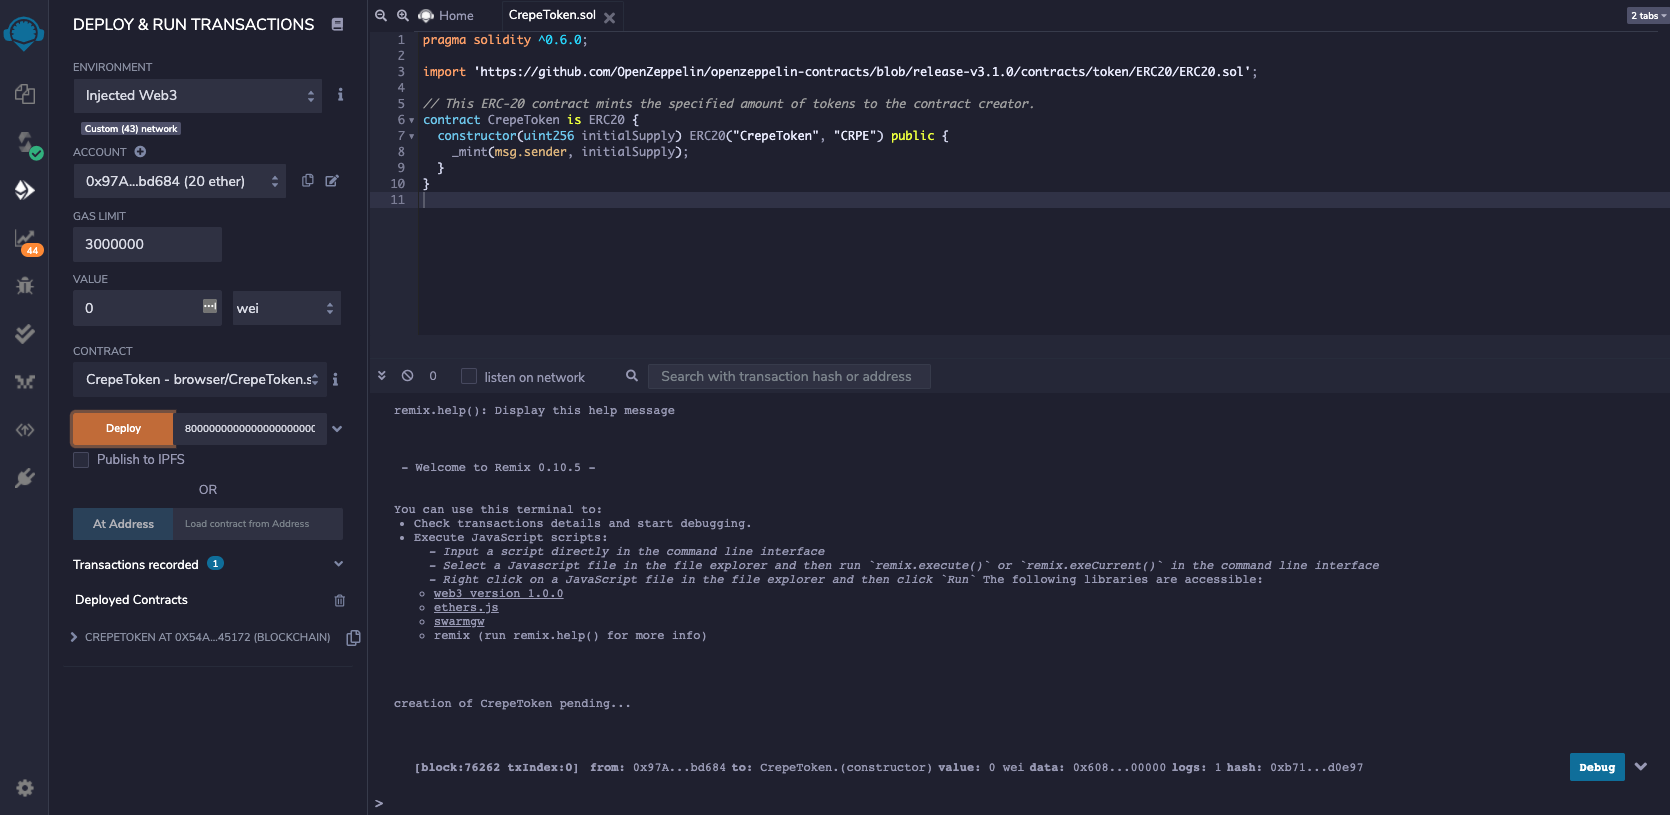 DEPLOY & RUN TRANSACTIONS
ENVIRONMENT
Injected Web3
Custom (43) network
ACCOUNT
0x97A...bd684 (20 ether)
GAS LIMIT
3000000
VALUE
0
wei
CONTRACT
CrepeToken - browser/CrepeToken.s
Deploy
Publish to IPFS
OR
At Address
Load contract from Address
Transactions recorded 1
Deployed Contracts
CREPETOKEN AT 0X54A...45172 (BLOCKCHAIN)
44
Home
CrepeToken.sol
2 tabs
1 pragma solidity ^0.6.0;
2
3 import 'https://github.com/OpenZeppelin/openzeppelin-contracts/blob/release-v3.1.0/contracts/token/ERC20/ERC20.sol';
4
5 // This ERC-20 contract mints the specified amount of tokens to the contract creator.
6 contract CrepeToken is ERC20 {
7 constructor(uint256 initialSupply) ERC20("CrepeToken", "CRPE") public {
8 _mint(msg.sender, initialSupply);
9 }
10 }
11
0
listen on network
Search with transaction hash or address
remix.help(): Display this help message
- Welcome to Remix 0.10.5 -
You can use this terminal to:
• Check transactions details and start debugging.
• Execute JavaScript scripts:
- Input a script directly in the command line interface
- Select a Javascript file in the file explorer and then run `remix.execute()` or `remix.exeCurrent()` in the command line interface
- Right click on a JavaScript file in the file explorer and then click `Run` The following libraries are accessible:
○ web3 version 1.0.0
○ ethers.js
○ swarmgw
○ remix (run remix.help() for more info)
creation of CrepeToken pending...
[block:76262 txIndex:0] from: 0x97A...bd684 to: CrepeToken.(constructor) value: 0 wei data: 0x608...00000 logs: 1 hash: 0xb71...d0e97
Debug
>